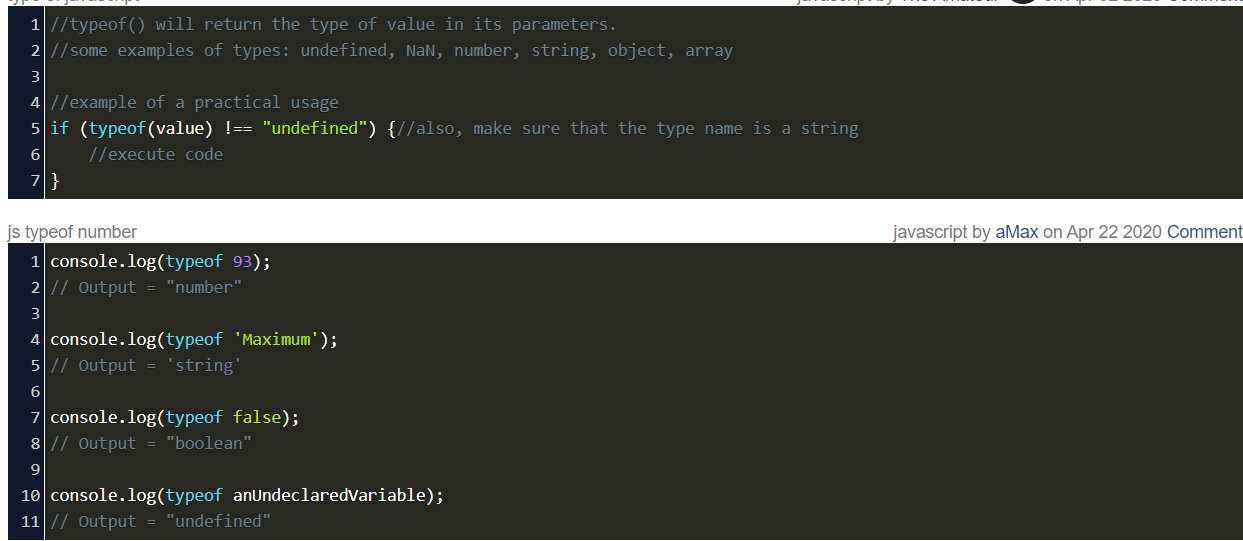 1 //typeof() will return the type of value in its parameters.
2 //some examples of types: undefined, NaN, number, string, object, array
3
4 //example of a practical usage
5 if (typeof(value) !== "undefined") {//also, make sure that the type name is a string
6     //execute code
7 }
js typeof number javascript by aMax on Apr 22 2020 Comment
1 console.log(typeof 93);
2 // Output = "number"
3
4 console.log(typeof 'Maximum');
5 // Output = 'string'
6
7 console.log(typeof false);
8 // Output = "boolean"
9
10 console.log(typeof anUndeclaredVariable);
11 // Output = "undefined"